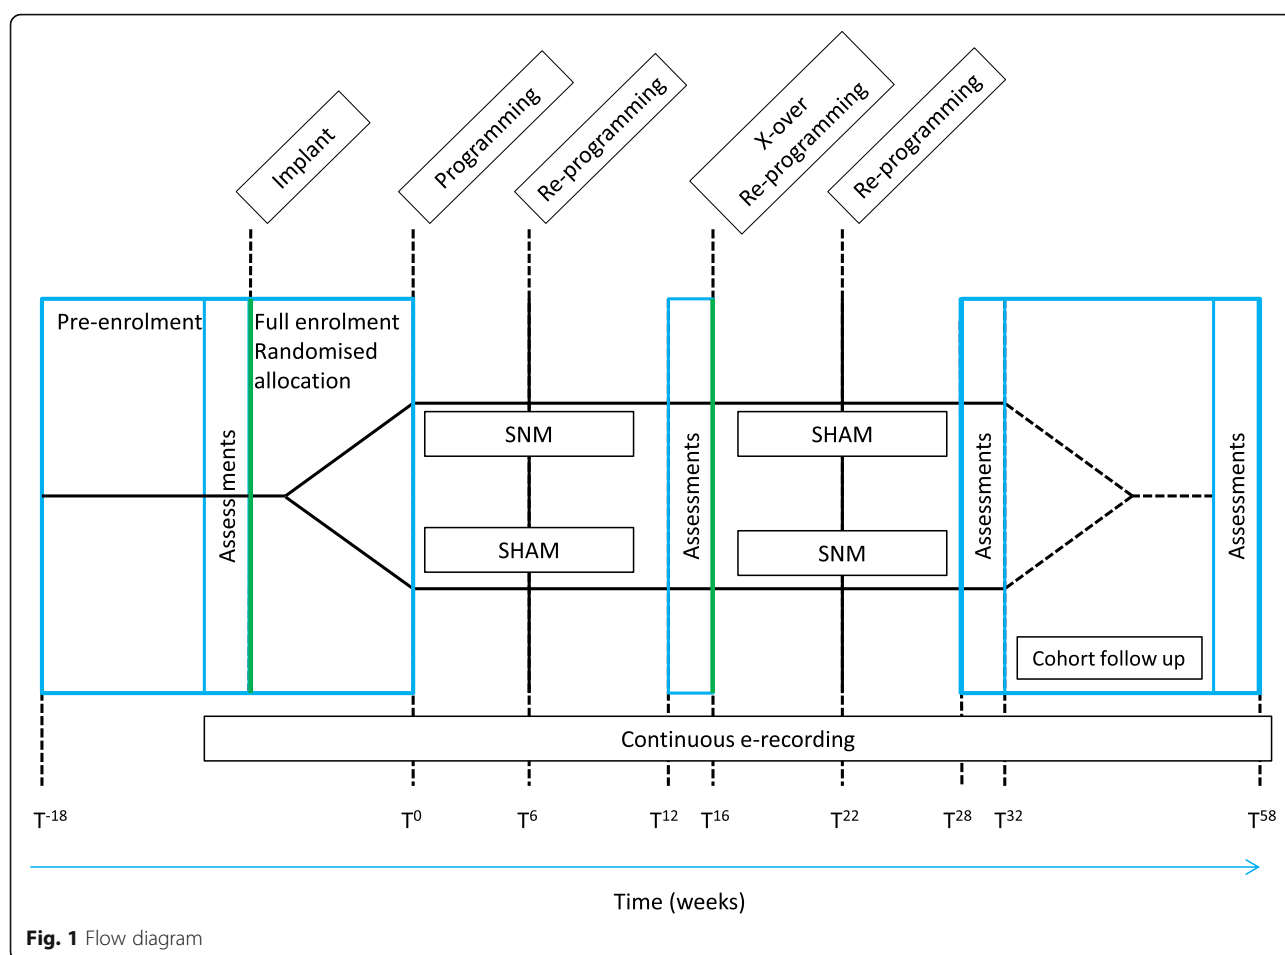 Implant
Programming
Re-programming
X-over
Re-programming
Re-programming
Pre-enrolment
Full enrolment
Randomised
allocation
Assessments
SNM
SHAM
Assessments
SHAM
SNM
Assessments
Cohort follow up
Assessments
Continuous e-recording
T-18
T0
T6
T12
T16
T22
T28
T32
T58
Time (weeks)
Fig. 1 Flow diagram